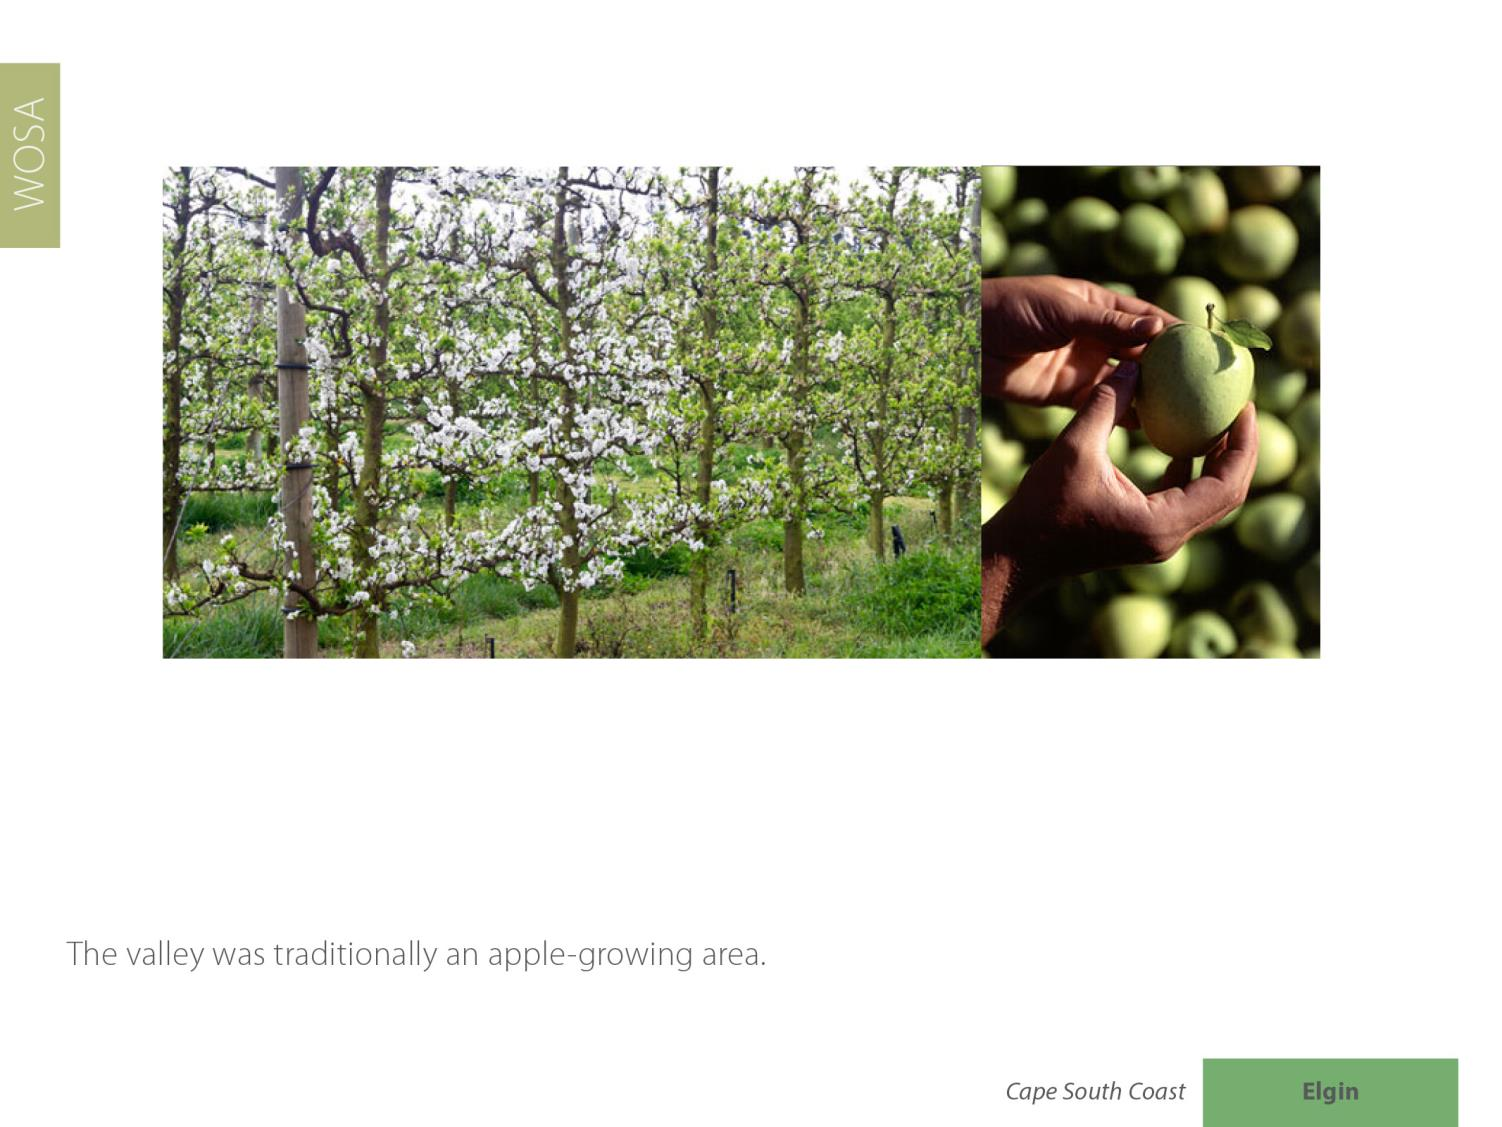 WOSA
The valley was traditionally an apple-growing area.
Cape South Coast
Elgin